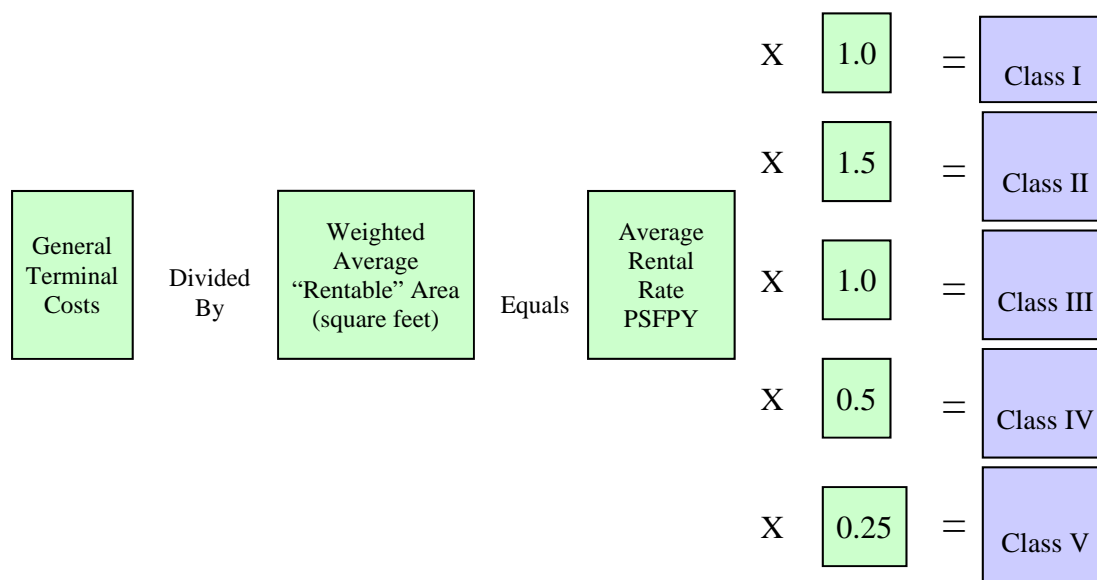 General
Terminal
Costs
Divided
By
Weighted
Average
“Rentable” Area
(square feet)
Equals
Average
Rental
Rate
PSFPY
X 1.0 = Class I
X 1.5 = Class II
X 1.0 = Class III
X 0.5 = Class IV
X 0.25 = Class V